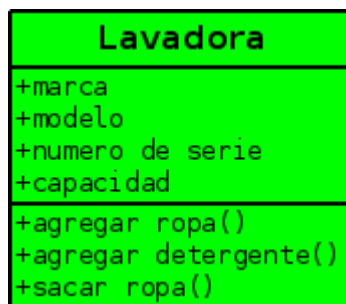 Lavadora
+marca
+modelo
+numero de serie
+capacidad
+agregar ropa()
+agregar detergente()
+sacar ropa()